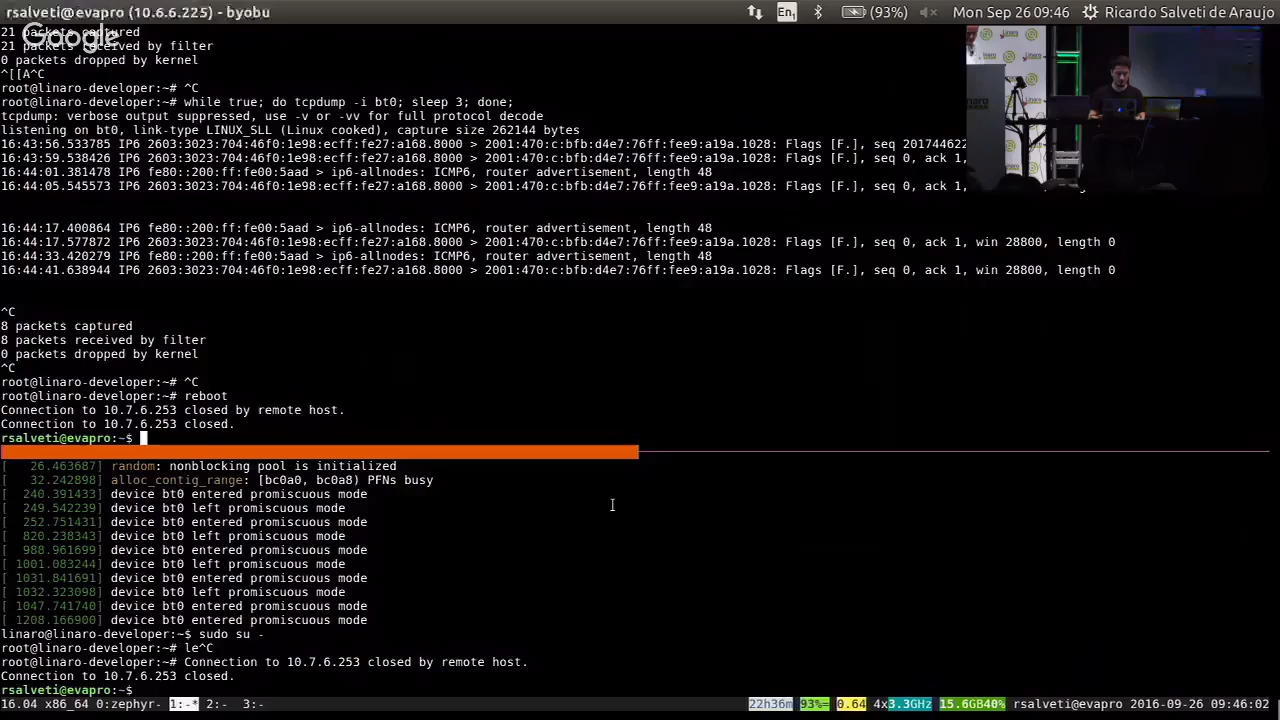 rsalveti@evapro (10.6.6.225) - byobu
En1 (93%) Mon Sep 26 09:46 Ricardo Salveti de Araujo
21 packets captured
Google
21 packets received by filter
0 packets dropped by kernel
^[[A^C
root@linaro-developer:~# ^C
root@linaro-developer:~# while true; do tcpdump -i bt0; sleep 3; done;
tcpdump: verbose output suppressed, use -v or -vv for full protocol decode
listening on bt0, link-type LINUX_SLL (Linux cooked), capture size 262144 bytes
16:43:56.533785 IP6 2603:3023:704:46f0:1e98:ecff:fe27:a168.8000 > 2001:470:c:bfb:d4e7:76ff:fee9:a19a.1028: Flags [F.], seq 201744622
16:43:59.538426 IP6 2603:3023:704:46f0:1e98:ecff:fe27:a168.8000 > 2001:470:c:bfb:d4e7:76ff:fee9:a19a.1028: Flags [F.], seq 0, ack 1,
16:44:01.381478 IP6 fe80::200:ff:fe00:5aad > ip6-allnodes: ICMP6, router advertisement, length 48
16:44:05.545573 IP6 2603:3023:704:46f0:1e98:ecff:fe27:a168.8000 > 2001:470:c:bfb:d4e7:76ff:fee9:a19a.1028: Flags [F.], seq 0, ack 1,
16:44:17.400864 IP6 fe80::200:ff:fe00:5aad > ip6-allnodes: ICMP6, router advertisement, length 48
16:44:17.577872 IP6 2603:3023:704:46f0:1e98:ecff:fe27:a168.8000 > 2001:470:c:bfb:d4e7:76ff:fee9:a19a.1028: Flags [F.], seq 0, ack 1, win 28800, length 0
16:44:33.420279 IP6 fe80::200:ff:fe00:5aad > ip6-allnodes: ICMP6, router advertisement, length 48
16:44:41.638944 IP6 2603:3023:704:46f0:1e98:ecff:fe27:a168.8000 > 2001:470:c:bfb:d4e7:76ff:fee9:a19a.1028: Flags [F.], seq 0, ack 1, win 28800, length 0
^C
8 packets captured
8 packets received by filter
0 packets dropped by kernel
^C
root@linaro-developer:~# ^C
root@linaro-developer:~# reboot
Connection to 10.7.6.253 closed by remote host.
Connection to 10.7.6.253 closed.
rsalveti@evapro:~$
[   26.463687] random: nonblocking pool is initialized
[   32.242898] alloc_contig_range: [bc0a0, bc0a8) PFNs busy
[  240.391433] device bt0 entered promiscuous mode
[  249.542239] device bt0 left promiscuous mode
[  252.751431] device bt0 entered promiscuous mode
[  820.238343] device bt0 left promiscuous mode
[  988.961699] device bt0 entered promiscuous mode
[ 1001.083244] device bt0 left promiscuous mode
[ 1031.841691] device bt0 entered promiscuous mode
[ 1032.323098] device bt0 left promiscuous mode
[ 1047.741740] device bt0 entered promiscuous mode
[ 1208.166900] device bt0 entered promiscuous mode
linaro@linaro-developer:~$ sudo su -
root@linaro-developer:~# le^C
root@linaro-developer:~# Connection to 10.7.6.253 closed by remote host.
Connection to 10.7.6.253 closed.
rsalveti@evapro:~$
16.04 x86_64 0:zephyr- 1:-* 2:- 3:- 22h36m 93%= 0.64 4x3.3GHz 15.6GB40% rsalveti@evapro 2016-09-26 09:46:02